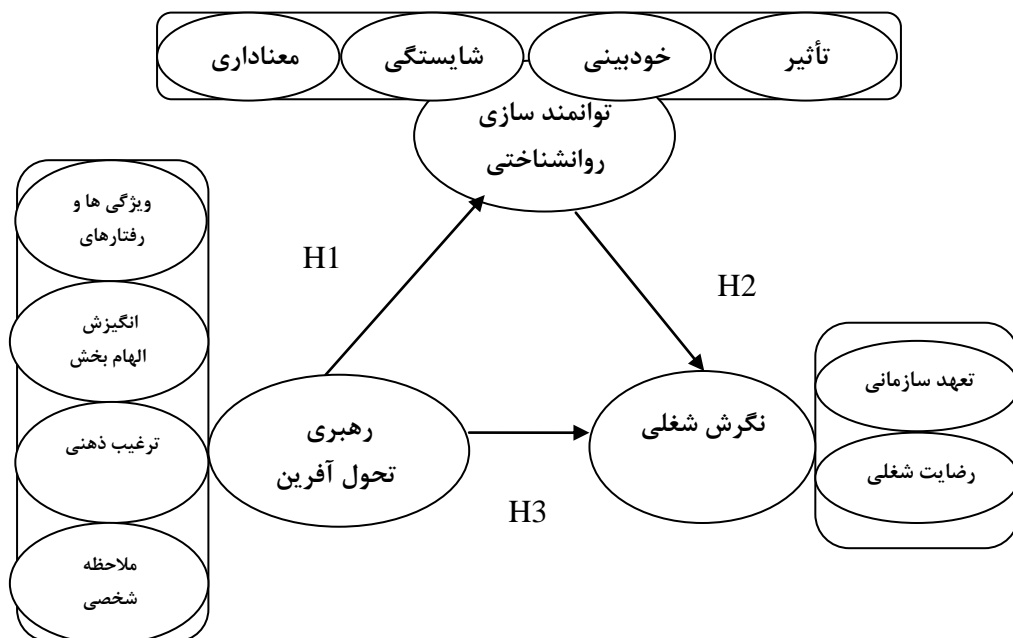 تأثیر
خودبینی
شایستگی
معناداری
توانمند سازی
روانشناختی
ویژگی ها و
رفتارهای
انگیزش
الهام بخش
ترغیب ذهنی
ملاحظه
شخصی
H1
H2
رهبری
تحول آفرین
نگرش شغلی
H3
تعهد سازمانی
رضایت شغلی